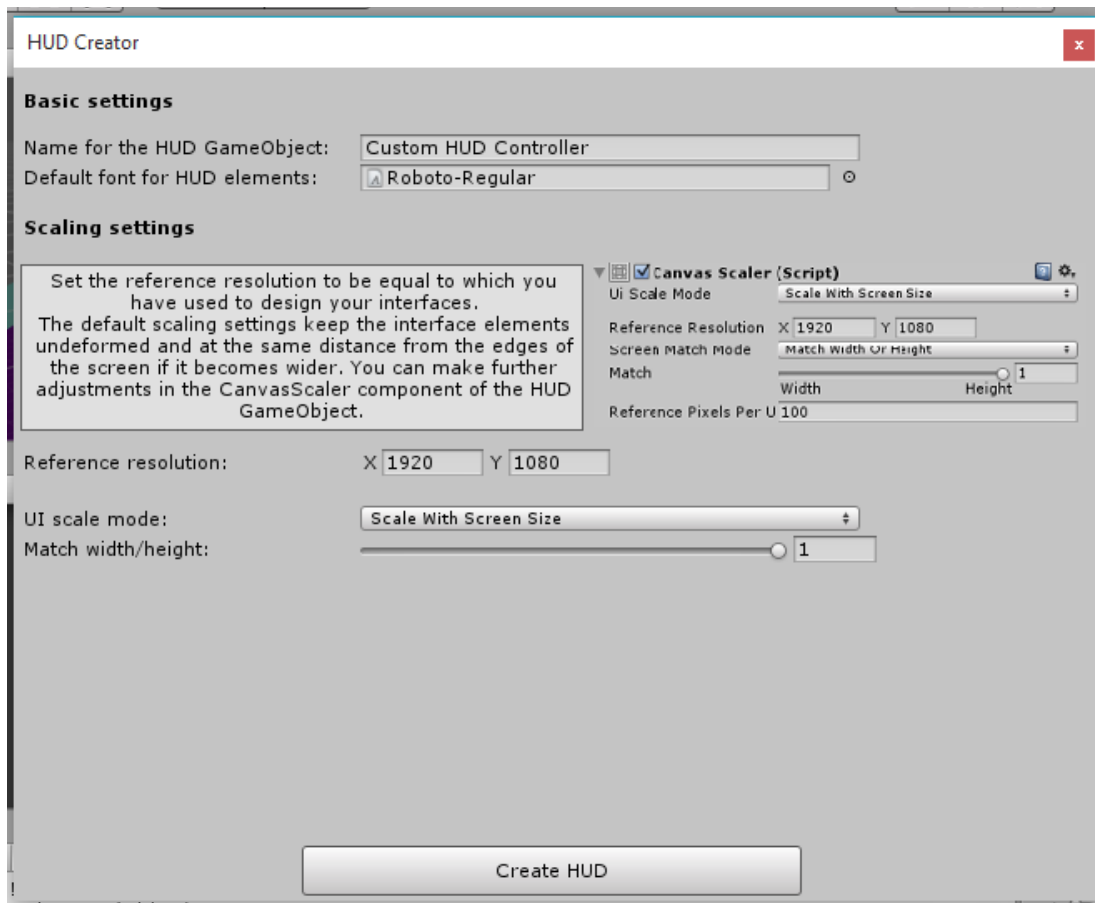 HUD Creator
x
Basic settings
Name for the HUD GameObject: Custom HUD Controller
Default font for HUD elements: Roboto-Regular
Scaling settings
Set the reference resolution to be equal to which you
have used to design your interfaces.
The default scaling settings keep the interface elements
undeformed and at the same distance from the edges of
the screen if it becomes wider. You can make further
adjustments in the CanvasScaler component of the HUD
GameObject.
Canvas Scaler (Script)
Ui Scale Mode Scale With Screen Size
Reference Resolution X 1920 Y 1080
Screen Match Mode Match Width Or Height
Match 1
Width Height
Reference Pixels Per U 100
Reference resolution: X 1920 Y 1080
UI scale mode: Scale With Screen Size
Match width/height: 1
Create HUD
!